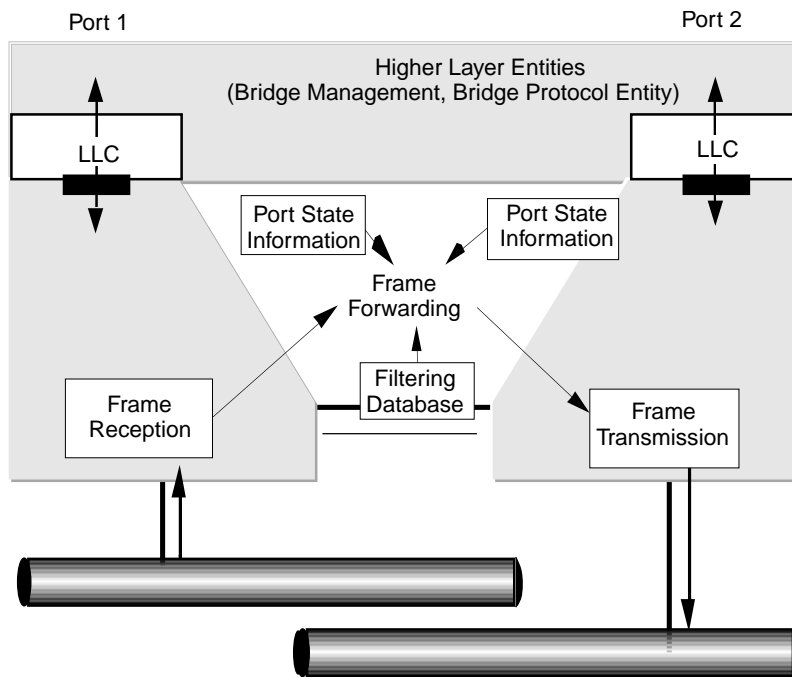 Port 1
Port 2
Higher Layer Entities
(Bridge Management, Bridge Protocol Entity)
LLC
LLC
Port State
Information
Port State
Information
Frame
Forwarding
Filtering
Database
Frame
Reception
Frame
Transmission